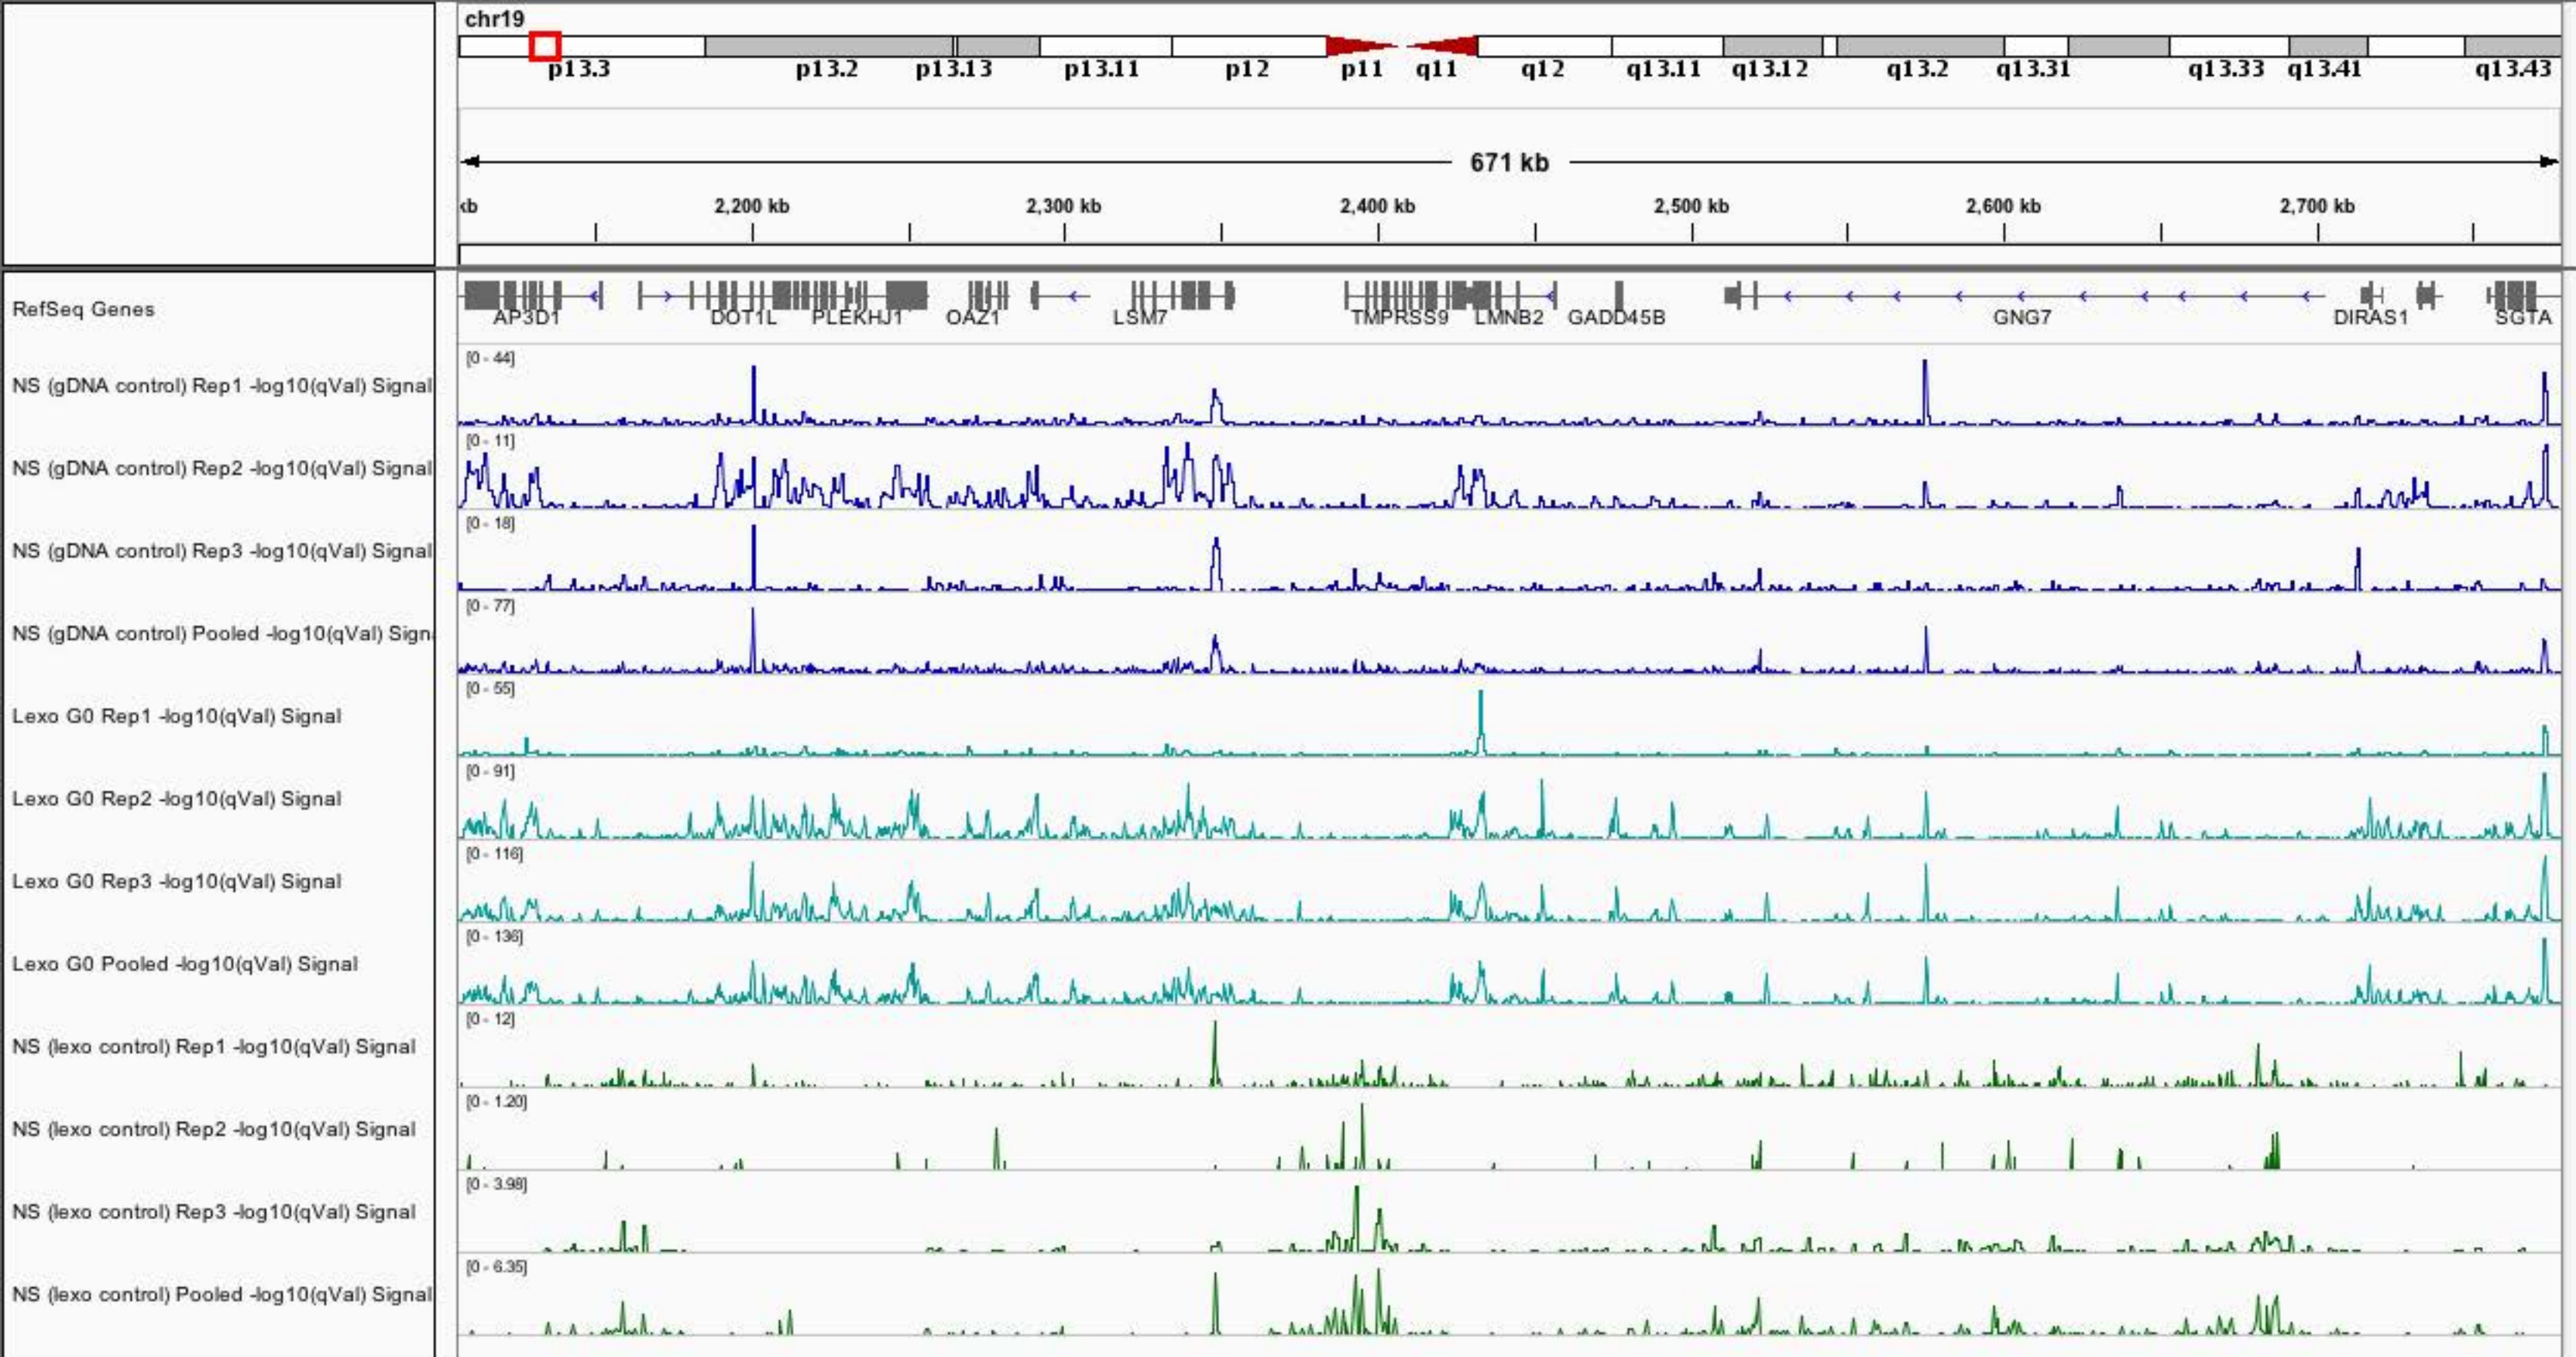 chr19
p13.3 p13.2 p13.13 p13.11 p12 p11 q11 q12 q13.11 q13.12 q13.2 q13.31 q13.33 q13.41 q13.43
671 kb
kb 2,200 kb 2,300 kb 2,400 kb 2,500 kb 2,600 kb 2,700 kb
RefSeq Genes
AP3D1 DOT1L PLEKHJ1 OAZ1 LSM7 TMPRSS9 LMNB2 GADD45B GNG7 DIRAS1 SGTA
[0 - 44]
NS (gDNA control) Rep1 -log10(qVal) Signal
[0 - 11]
NS (gDNA control) Rep2 -log10(qVal) Signal
[0 - 18]
NS (gDNA control) Rep3 -log10(qVal) Signal
[0 - 77]
NS (gDNA control) Pooled -log10(qVal) Sign
[0 - 55]
Lexo G0 Rep1 -log10(qVal) Signal
[0 - 91]
Lexo G0 Rep2 -log10(qVal) Signal
[0 - 116]
Lexo G0 Rep3 -log10(qVal) Signal
[0 - 136]
Lexo G0 Pooled -log10(qVal) Signal
[0 - 12]
NS (lexo control) Rep1 -log10(qVal) Signal
[0 - 1.20]
NS (lexo control) Rep2 -log10(qVal) Signal
[0 - 3.98]
NS (lexo control) Rep3 -log10(qVal) Signal
[0 - 6.35]
NS (lexo control) Pooled -log10(qVal) Signal